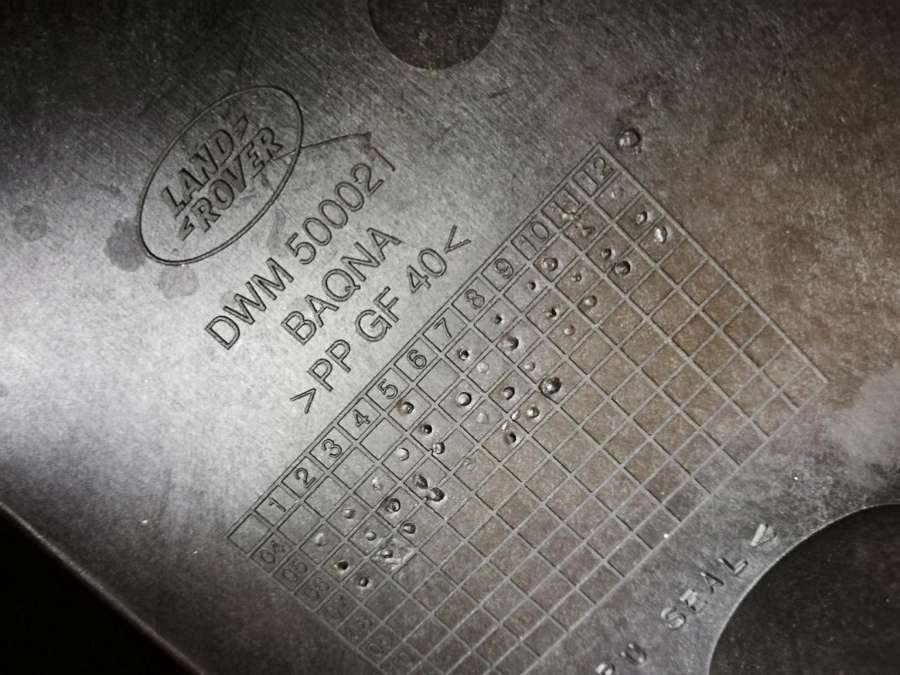 LAND
ROVER
DWM 500021
BAQNA
>PP GF 40<
1 2 3 4 5 6 7 8 9 10 11 12
04
SEAL